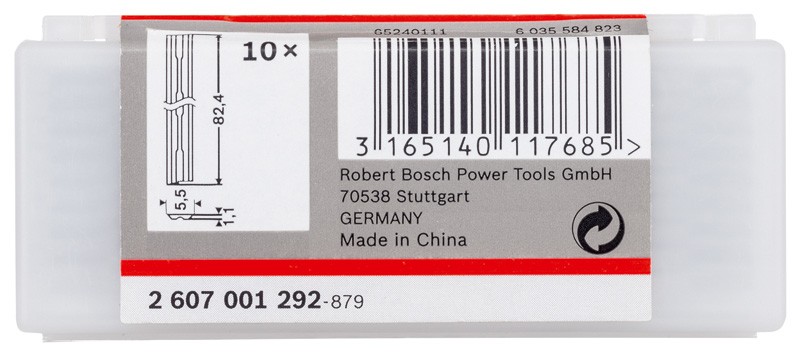 G5240111 6 035 584 823
10×
82,4
5,5
1,1
3 165140 117685 >
Robert Bosch Power Tools GmbH
70538 Stuttgart
GERMANY
Made in China
2 607 001 292-879